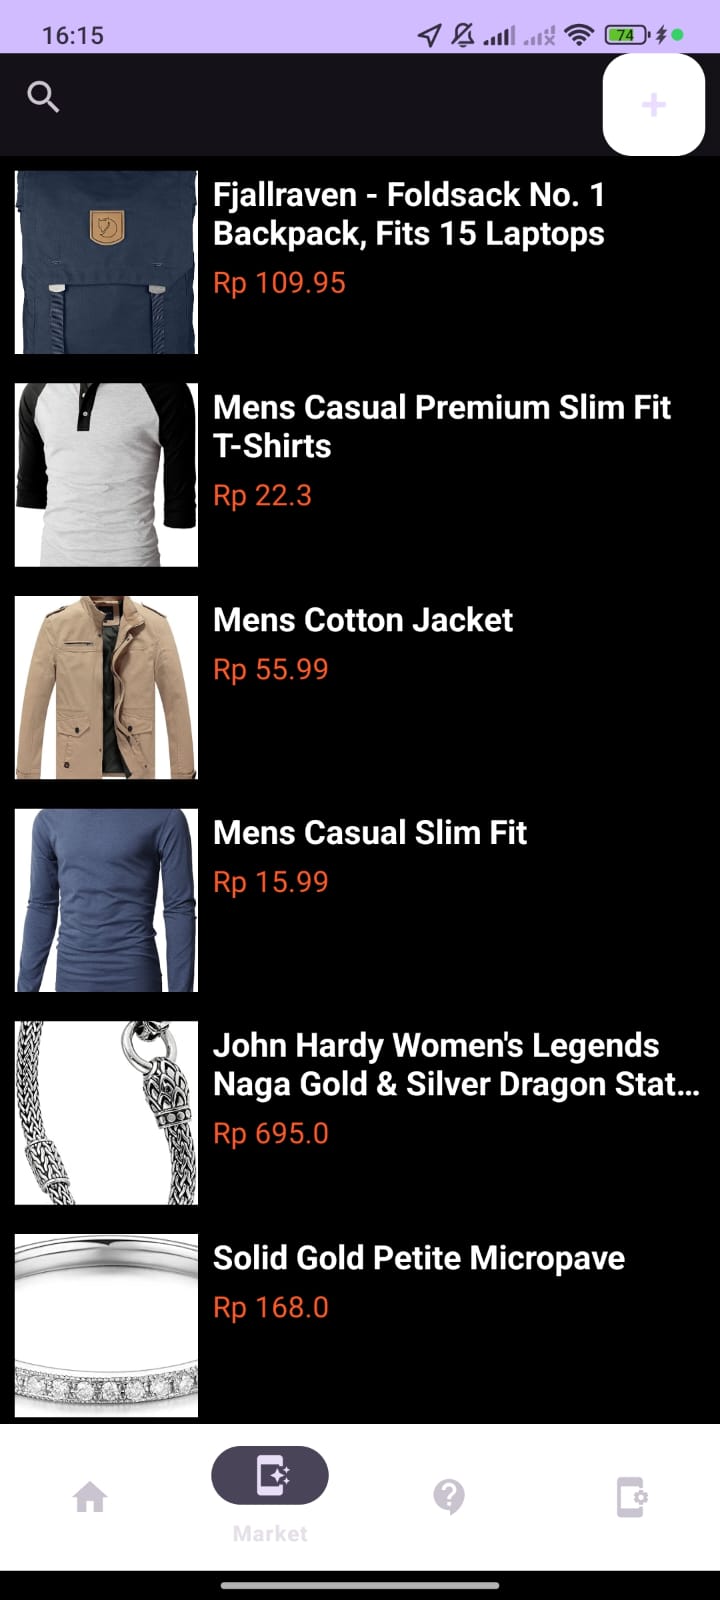 16:15
74
Fjallraven - Foldsack No. 1
Backpack, Fits 15 Laptops
Rp 109.95
Mens Casual Premium Slim Fit
T-Shirts
Rp 22.3
Mens Cotton Jacket
Rp 55.99
Mens Casual Slim Fit
Rp 15.99
John Hardy Women's Legends
Naga Gold & Silver Dragon Stat...
Rp 695.0
Solid Gold Petite Micropave
Rp 168.0
Market